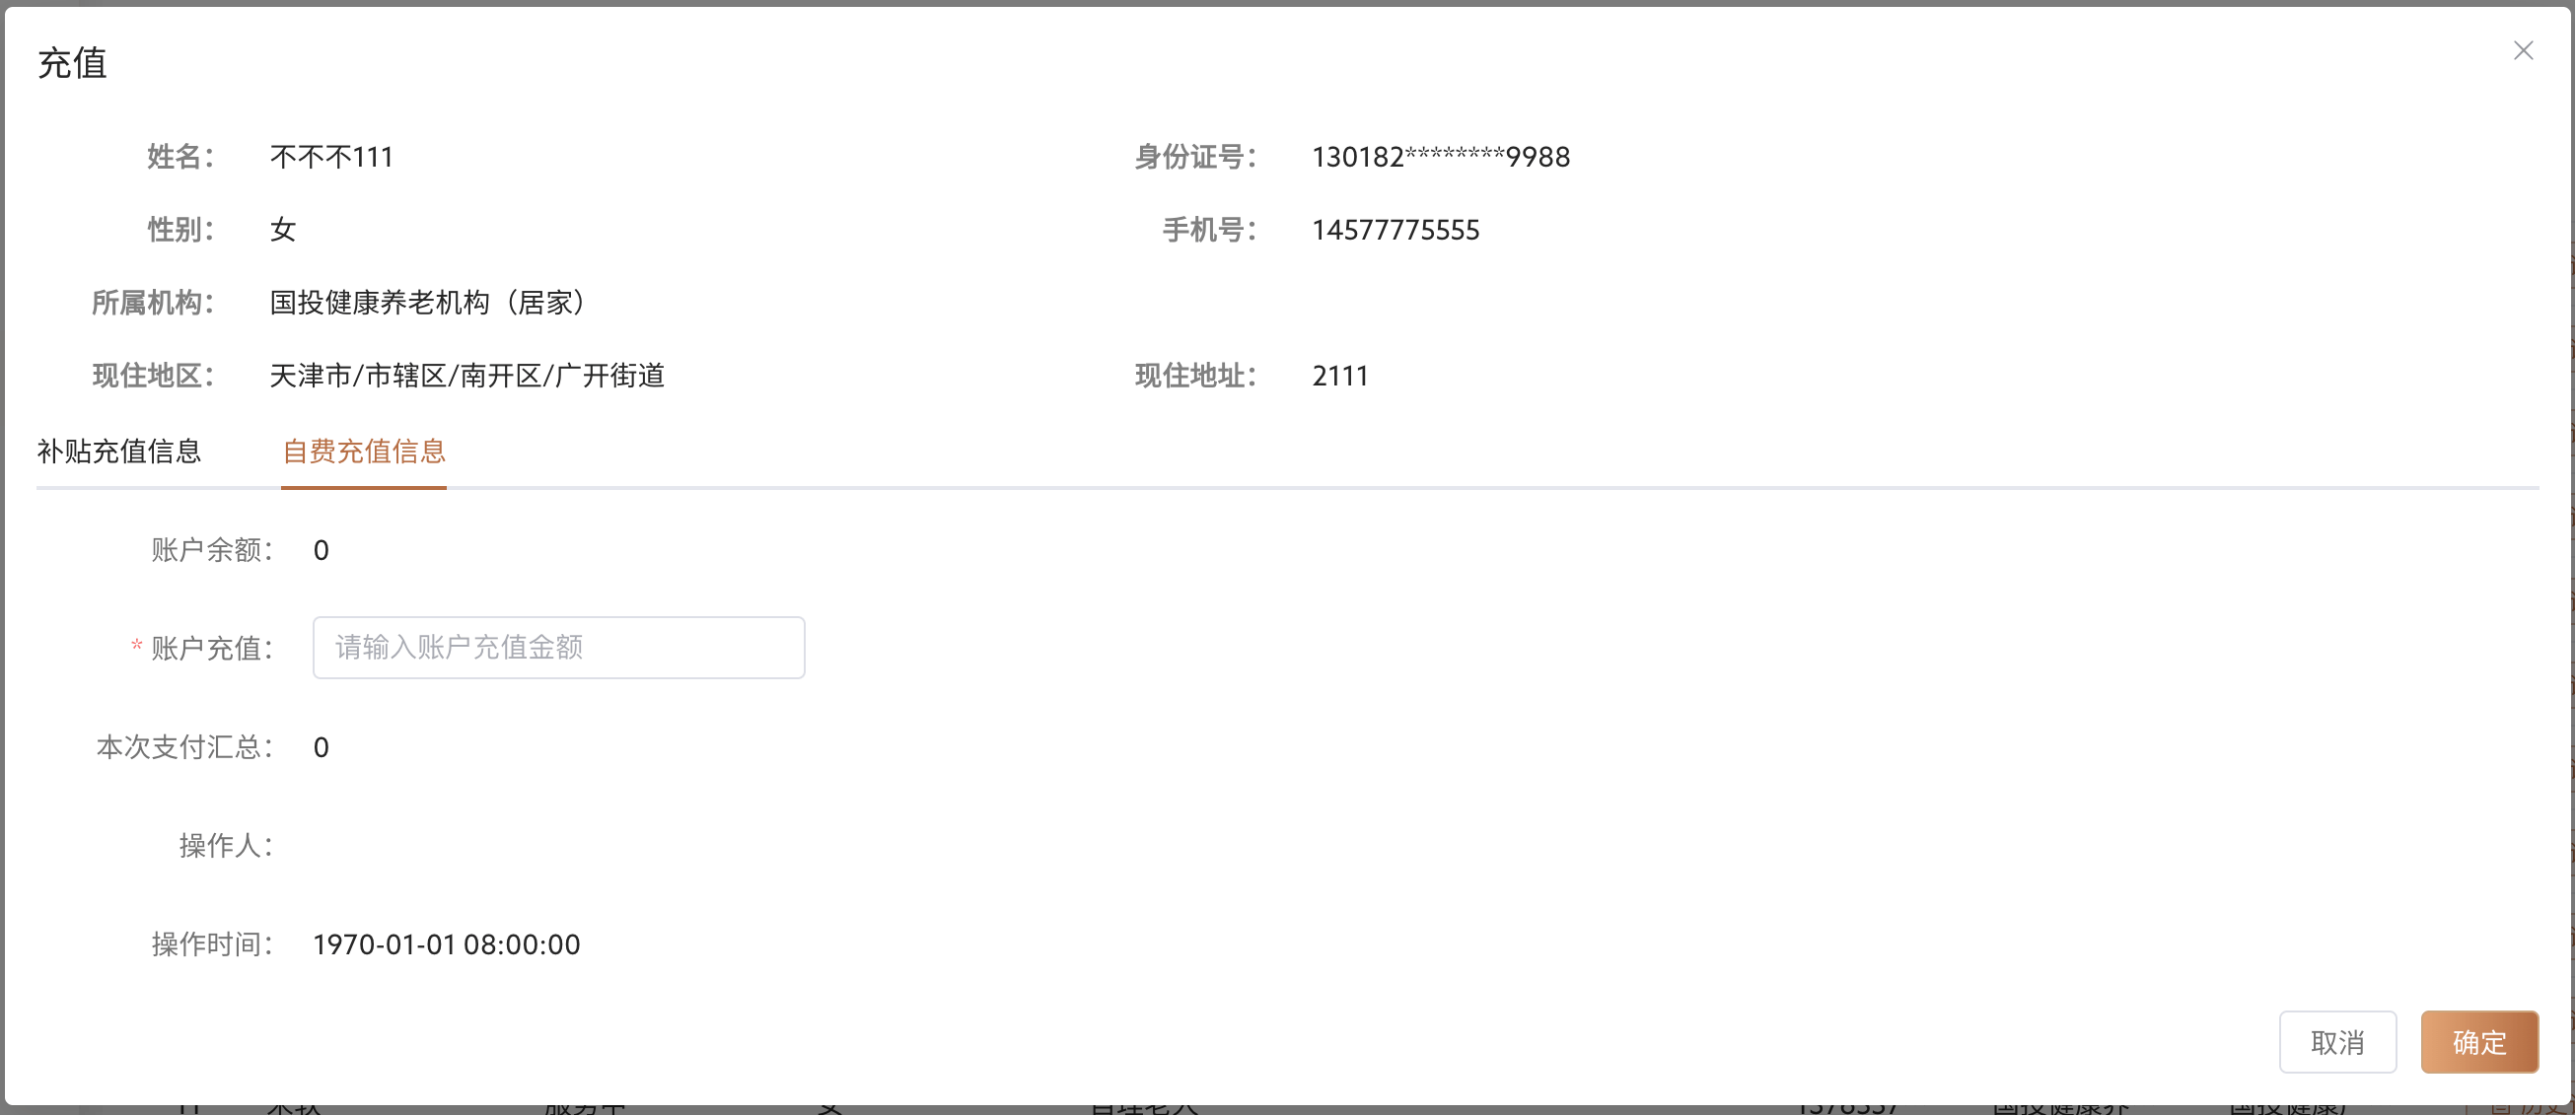 充值
姓名： 不不不111 身份证号： 130182********9988
性别： 女 手机号： 14577775555
所属机构： 国投健康养老机构（居家）
现住地区： 天津市/市辖区/南开区/广开街道 现住地址： 2111
补贴充值信息 自费充值信息
账户余额： 0
* 账户充值： 请输入账户充值金额
本次支付汇总： 0
操作人：
操作时间： 1970-01-01 08:00:00
取消 确定